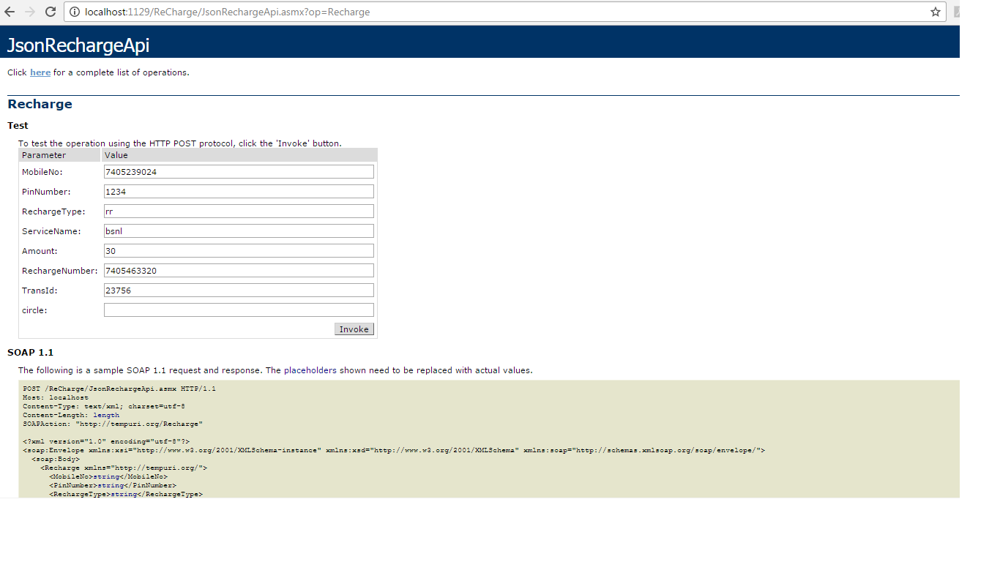 localhost:1129/ReCharge/JsonRechargeApi.asmx?op=Recharge
JsonRechargeApi
Click here for a complete list of operations.
Recharge
Test
To test the operation using the HTTP POST protocol, click the 'Invoke' button.
Parameter Value
MobileNo: 7405239024
PinNumber: 1234
RechargeType: rr
ServiceName: bsnl
Amount: 30
RechargeNumber: 7405463320
TransId: 23756
circle:
Invoke
SOAP 1.1
The following is a sample SOAP 1.1 request and response. The placeholders shown need to be replaced with actual values.
POST /ReCharge/JsonRechargeApi.asmx HTTP/1.1
Host: localhost
Content-Type: text/xml; charset=utf-8
Content-Length: length
SOAPAction: "http://tempuri.org/Recharge"
<?xml version="1.0" encoding="utf-8"?>
<soap:Envelope xmlns:xsi="http://www.w3.org/2001/XMLSchema-instance" xmlns:xsd="http://www.w3.org/2001/XMLSchema" xmlns:soap="http://schemas.xmlsoap.org/soap/envelope/">
<soap:Body>
<Recharge xmlns="http://tempuri.org/">
<MobileNo>string</MobileNo>
<PinNumber>string</PinNumber>
<RechargeType>string</RechargeType>